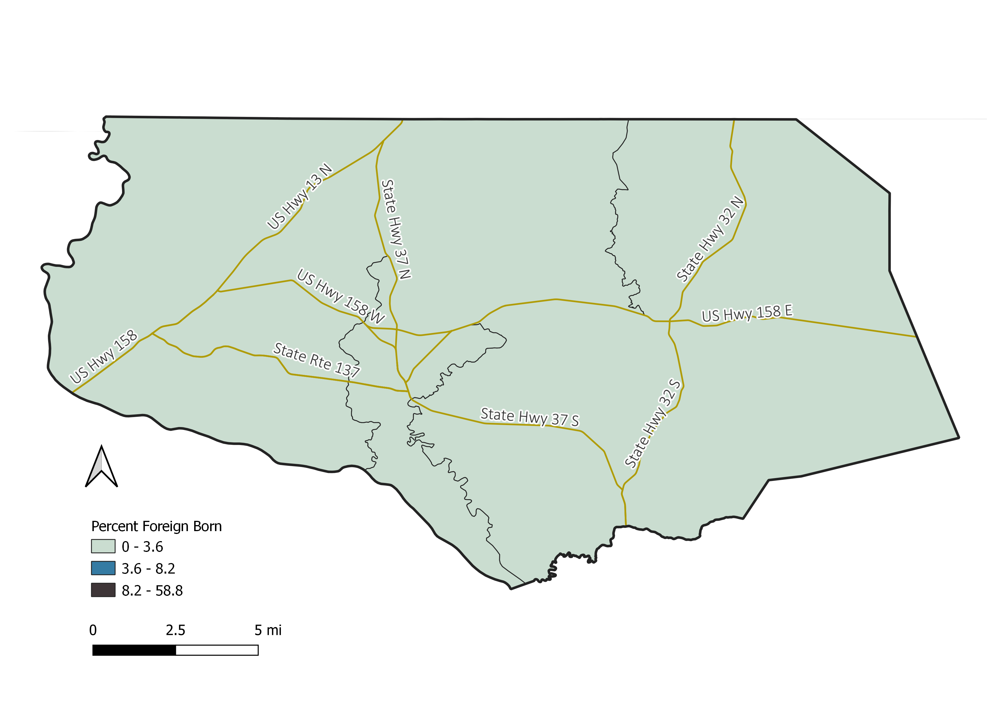 US Hwy 13 N
State Hwy 37 N
State Hwy 32 N
US Hwy 158 W
US Hwy 158 E
US Hwy 158
State Rte 137
State Hwy 37 S
State Hwy 32 S
Percent Foreign Born
0 - 3.6
3.6 - 8.2
8.2 - 58.8
0 2.5 5 mi